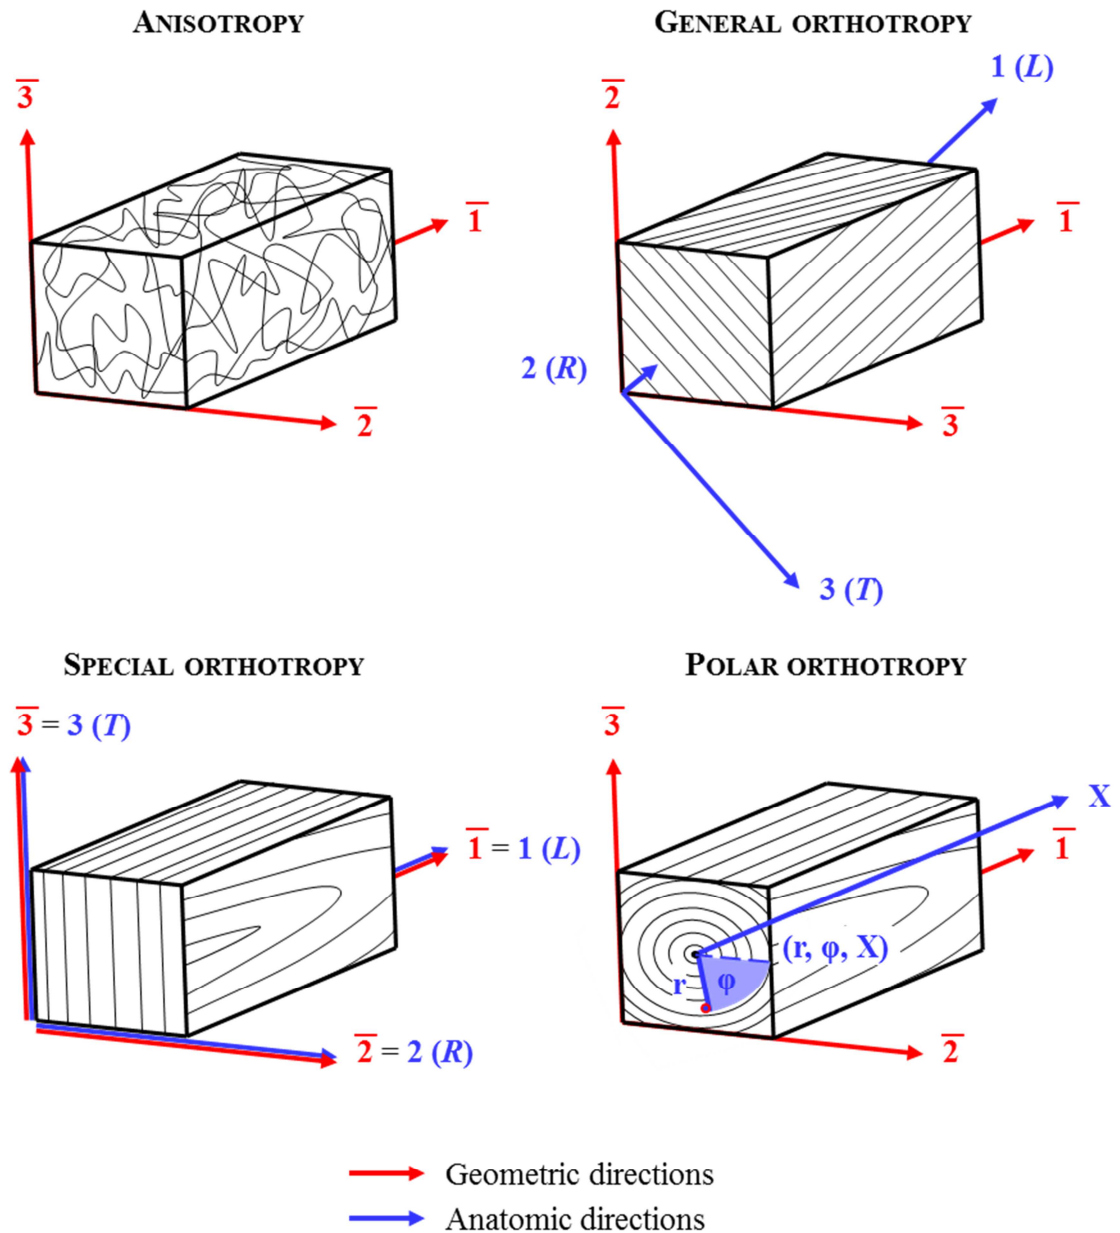 ANISOTROPY
3̅
1̅
2̅
GENERAL ORTHOTROPY
1 (L)
2̅
1̅
2 (R)
3̅
3 (T)
SPECIAL ORTHOTROPY
3̅ = 3 (T)
1̅ = 1 (L)
2̅ = 2 (R)
POLAR ORTHOTROPY
3̅
X
1̅
(r, φ, X)
r
φ
2̅
Geometric directions
Anatomic directions